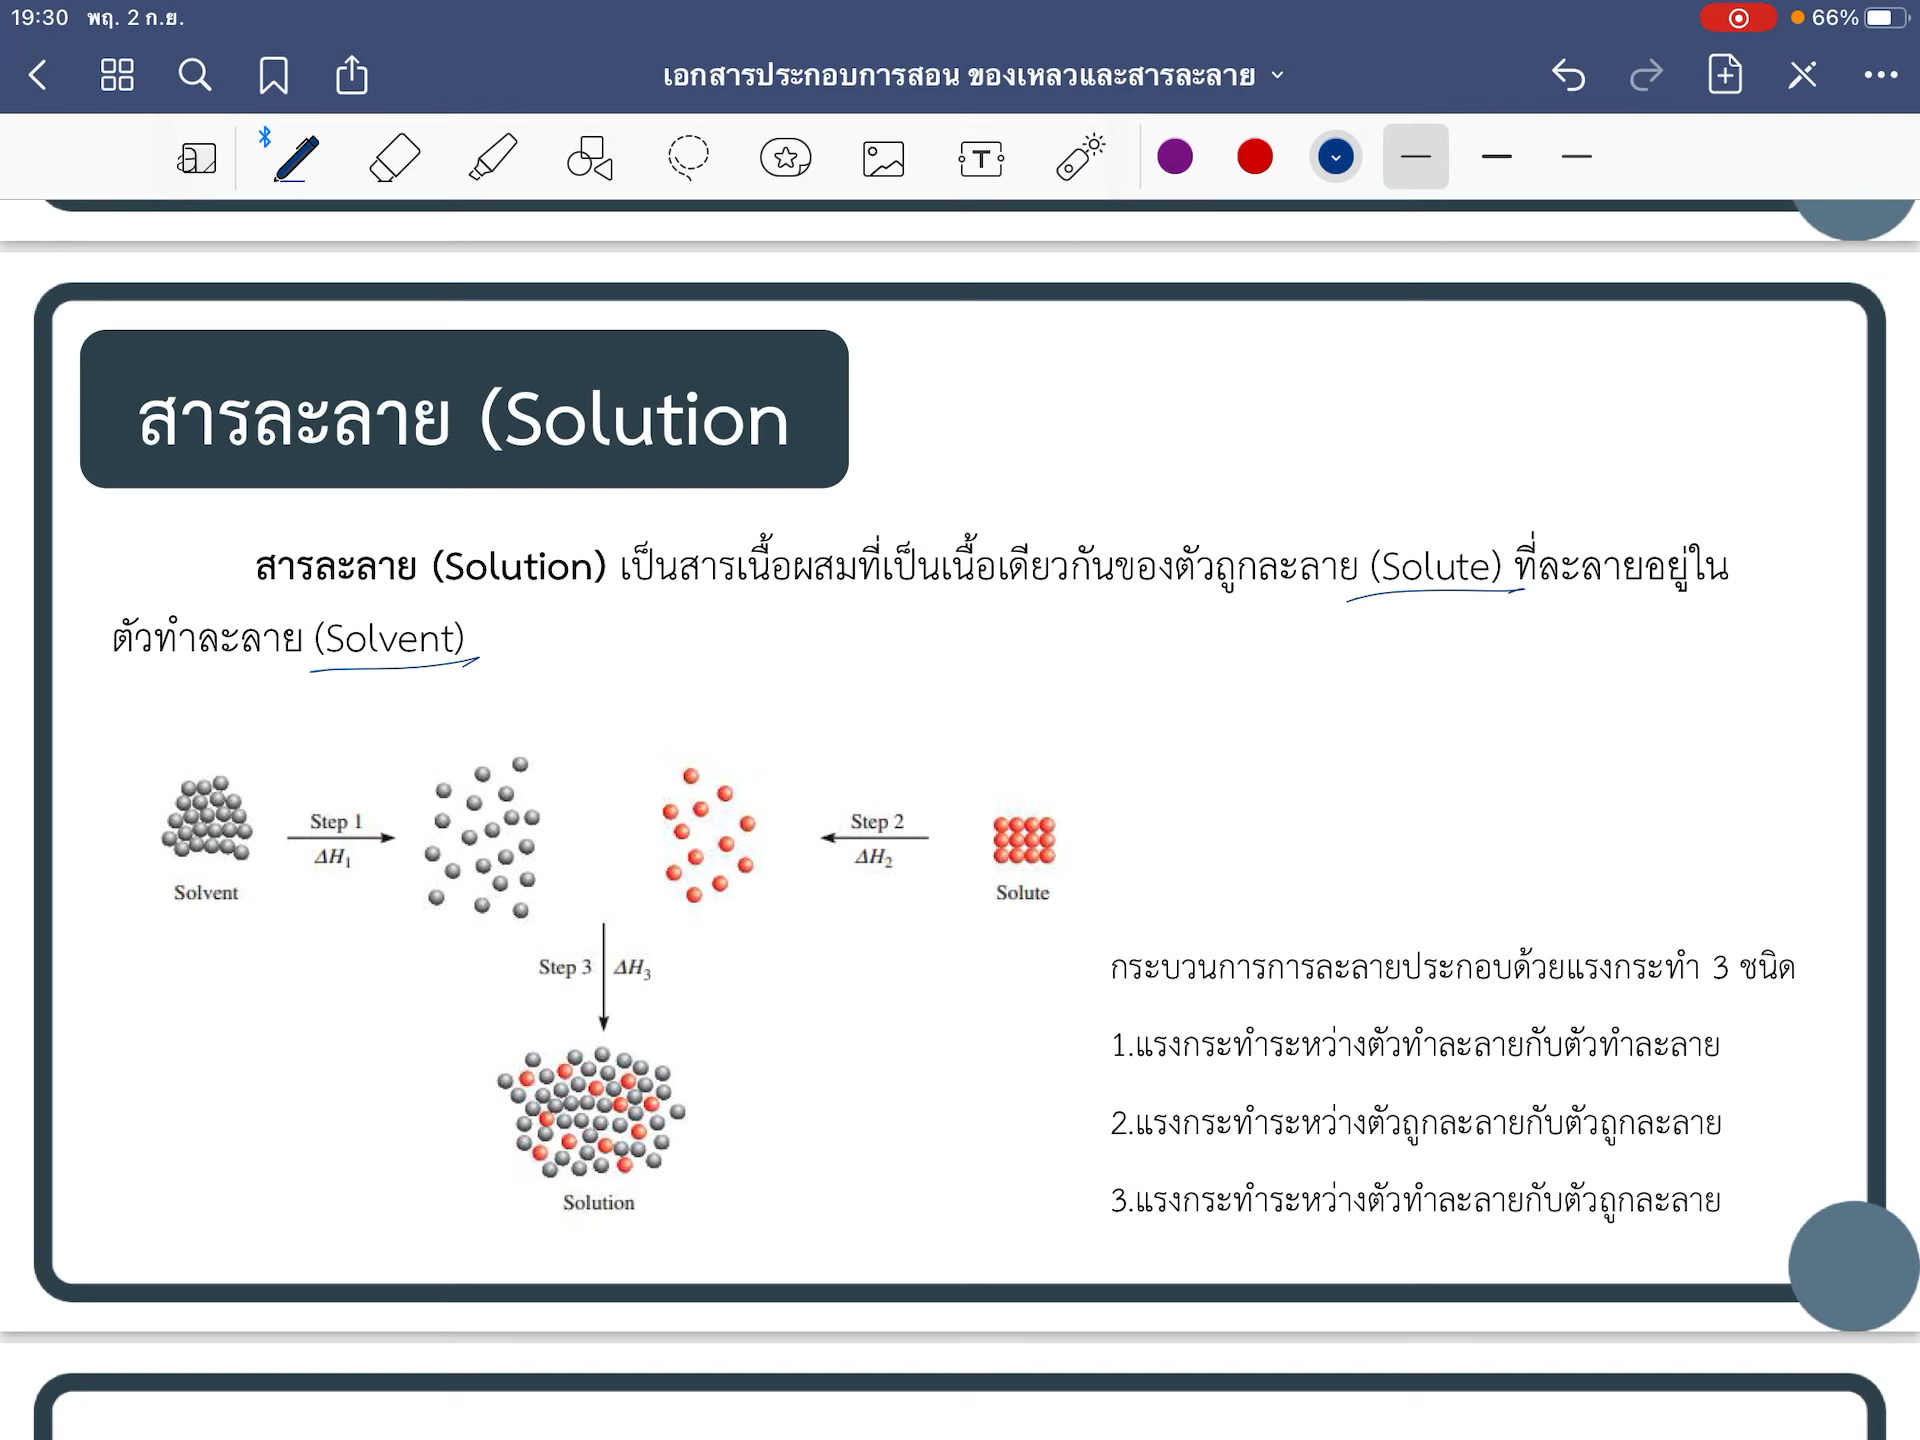 19:30 พฤ. 2 ก.ย.
66%
เอกสารประกอบการสอน ของเหลวและสารละลาย
สารละลาย (Solution
สารละลาย (Solution) เป็นสารเนื้อผสมที่เป็นเนื้อเดียวกันของตัวถูกละลาย (Solute) ที่ละลายอยู่ใน
ตัวทำละลาย (Solvent)
Step 1
ΔH₁
Solvent
Step 2
ΔH₂
Solute
Step 3 ΔH₃
Solution
กระบวนการการละลายประกอบด้วยแรงกระทำ 3 ชนิด
1.แรงกระทำระหว่างตัวทำละลายกับตัวทำละลาย
2.แรงกระทำระหว่างตัวถูกละลายกับตัวถูกละลาย
3.แรงกระทำระหว่างตัวทำละลายกับตัวถูกละลาย